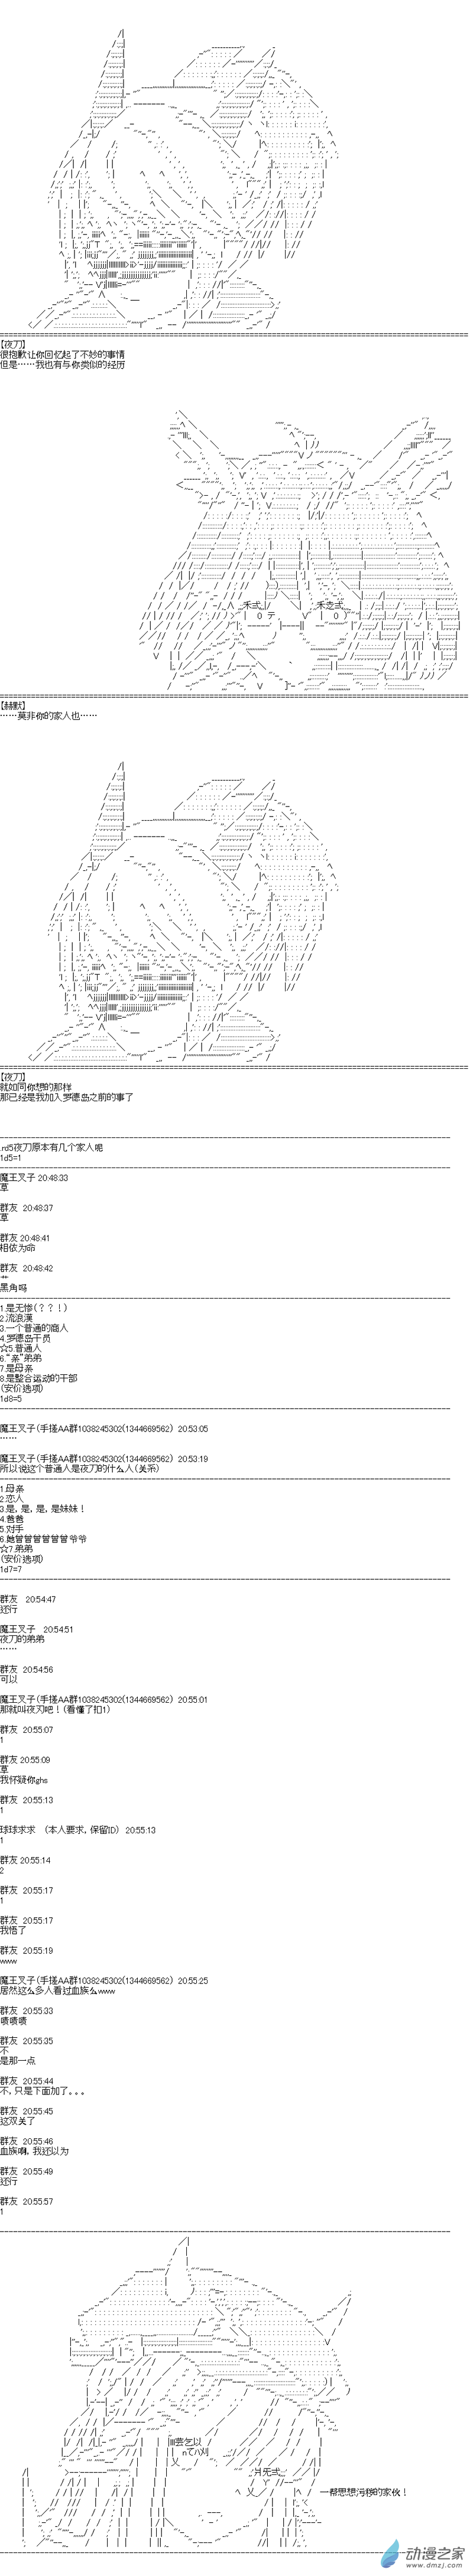 【夜刀】
很抱歉让你回忆起了不妙的事情
但是……我也有与你类似的经历
【赫默】
……莫非你的家人也……
【夜刀】
就如同你想的那样
那已经是我加入罗德岛之前的事了
.rd5夜刀原本有几个家人呢
1d5=1
魔王叉子 20:48:33
草
群友 20:48:37
草
群友 20:48:41
相依为命
群友 20:48:42
艹
黑角吗
1.是无惨(？？！)
2.流浪漢
3.一个普通的商人
4.罗德岛干员
☆5.普通人
6.“亲”弟弟
7.是母亲
8.是整合运动的干部
(安价选项)
1d8=5
魔王叉子(手搓AA群1038245302(1344669562) 20:53:05
……
魔王叉子(手搓AA群1038245302(1344669562) 20:53:19
所以说这个普通人是夜刀的什么人(关系)
1.母亲
2.恋人
3.是，是，是，是妹妹！
4.爸爸
5.对手
6.她曾曾曾曾曾曾爷爷
☆7.弟弟
(安价选项)
1d7=7
群友 20:54:47
还行
魔王叉子 20:54:51
夜刀的弟弟
……
群友 20:54:56
可以
魔王叉子(手搓AA群1038245302(1344669562) 20:55:01
那就叫夜刃吧！(看懂了扣1)
群友 20:55:07
1
群友 20:55:09
草
我怀疑你ghs
群友 20:55:13
1
球球求求 (本人要求，保留ID) 20:55:13
1
群友 20:55:14
2
群友 20:55:17
1
群友 20:55:17
我悟了
群友 20:55:19
www
魔王叉子(手搓AA群1038245302(1344669562) 20:55:25
居然这么多人看过血族么www
群友 20:55:33
啧啧啧
群友 20:55:35
不
是那一点
群友 20:55:44
不，只是下面加了。。。
群友 20:55:45
这双关了
群友 20:55:46
血族啊，我还以为
群友 20:55:49
还行
群友 20:55:57
1
一帮思想污秽的家伙！
动漫之家
www.dmzj.com